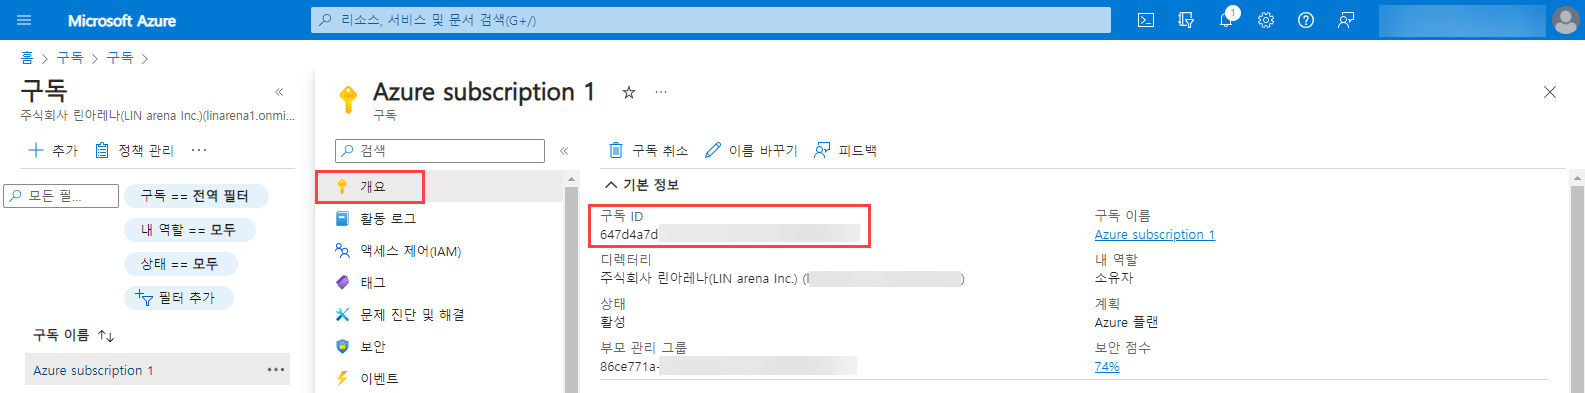 Microsoft Azure
리소스, 서비스 및 문서 검색(G+/)
1
홈 > 구독 > 구독 >
구독
«
주식회사 린아레나(LIN arena Inc.)(linarena1.onmi...
+ 추가
정책 관리
...
모든 필...
구독 == 전역 필터
내 역할 == 모두
상태 == 모두
필터 추가
구독 이름
Azure subscription 1
...
Azure subscription 1
...
구독
검색
«
개요
활동 로그
액세스 제어(IAM)
태그
문제 진단 및 해결
보안
이벤트
구독 취소
이름 바꾸기
피드백
기본 정보
구독 ID
647d4a7d
디렉터리
주식회사 린아레나(LIN arena Inc.) (l )
상태
활성
부모 관리 그룹
86ce771a-
구독 이름
Azure subscription 1
내 역할
소유자
계획
Azure 플랜
보안 점수
74%